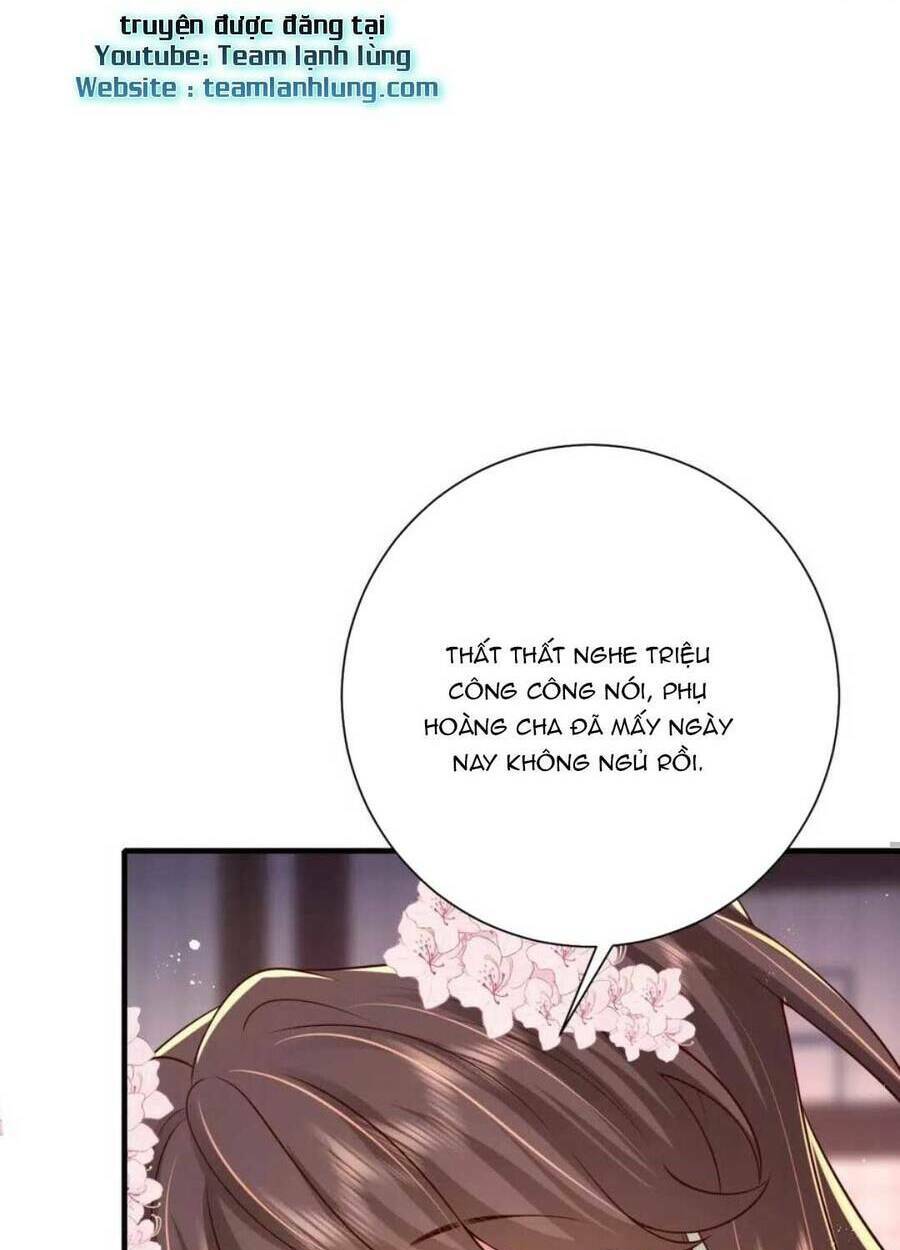 truyện được đăng tại
Youtube: Team lạnh lùng
Website : teamlanhlung.com
THẤT THẤT NGHE TRIỆU
CÔNG CÔNG NÓI, PHỤ
HOÀNG CHA ĐÃ MẤY NGÀY
NAY KHÔNG NGỦ RỒI.